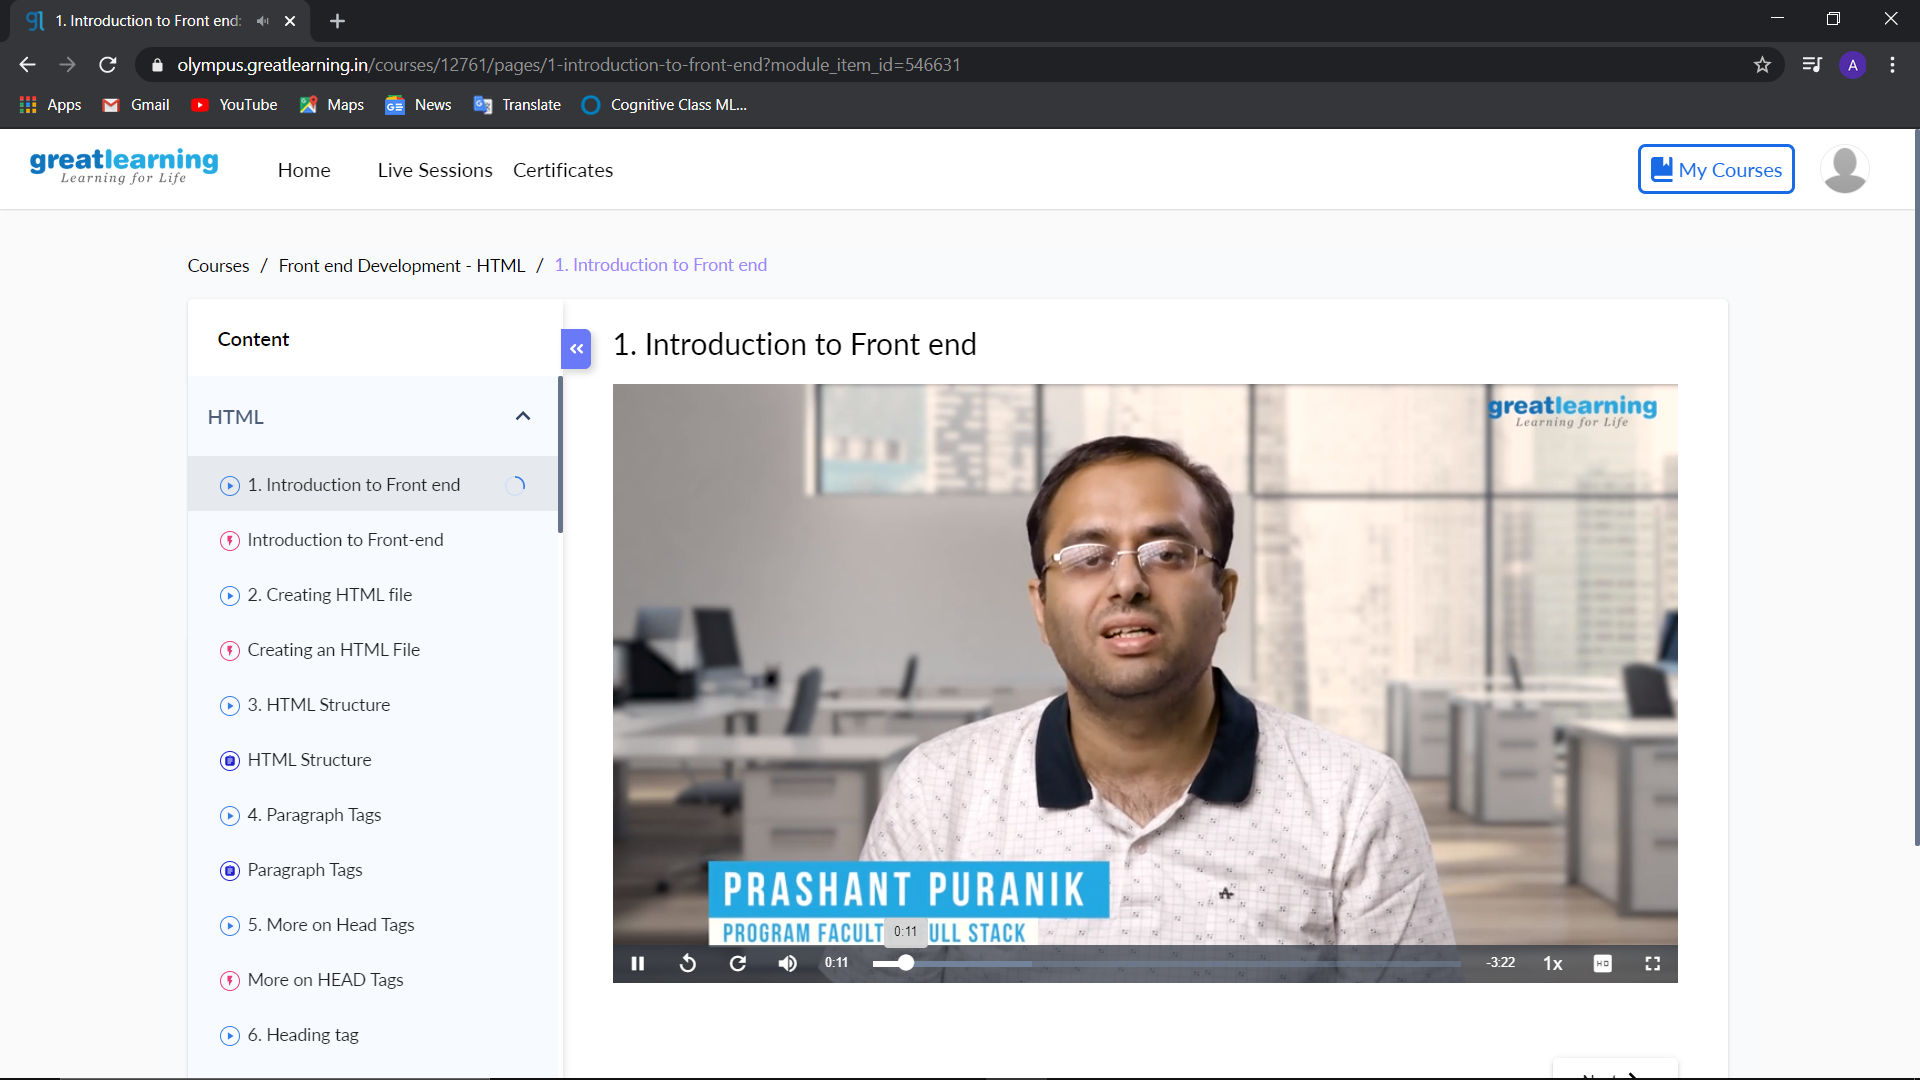 1. Introduction to Front end:
olympus.greatlearning.in/courses/12761/pages/1-introduction-to-front-end?module_item_id=546631
A
Apps Gmail YouTube Maps News Translate Cognitive Class ML...
greatlearning
Learning for Life
Home Live Sessions Certificates
My Courses
Courses / Front end Development - HTML / 1. Introduction to Front end
Content
HTML
1. Introduction to Front end
Introduction to Front-end
2. Creating HTML file
Creating an HTML File
3. HTML Structure
HTML Structure
4. Paragraph Tags
Paragraph Tags
5. More on Head Tags
More on HEAD Tags
6. Heading tag
1. Introduction to Front end
greatlearning
Learning for Life
PRASHANT PURANIK
PROGRAM FACULT ULL STACK
0:11
0:11 -3:22 1x HD